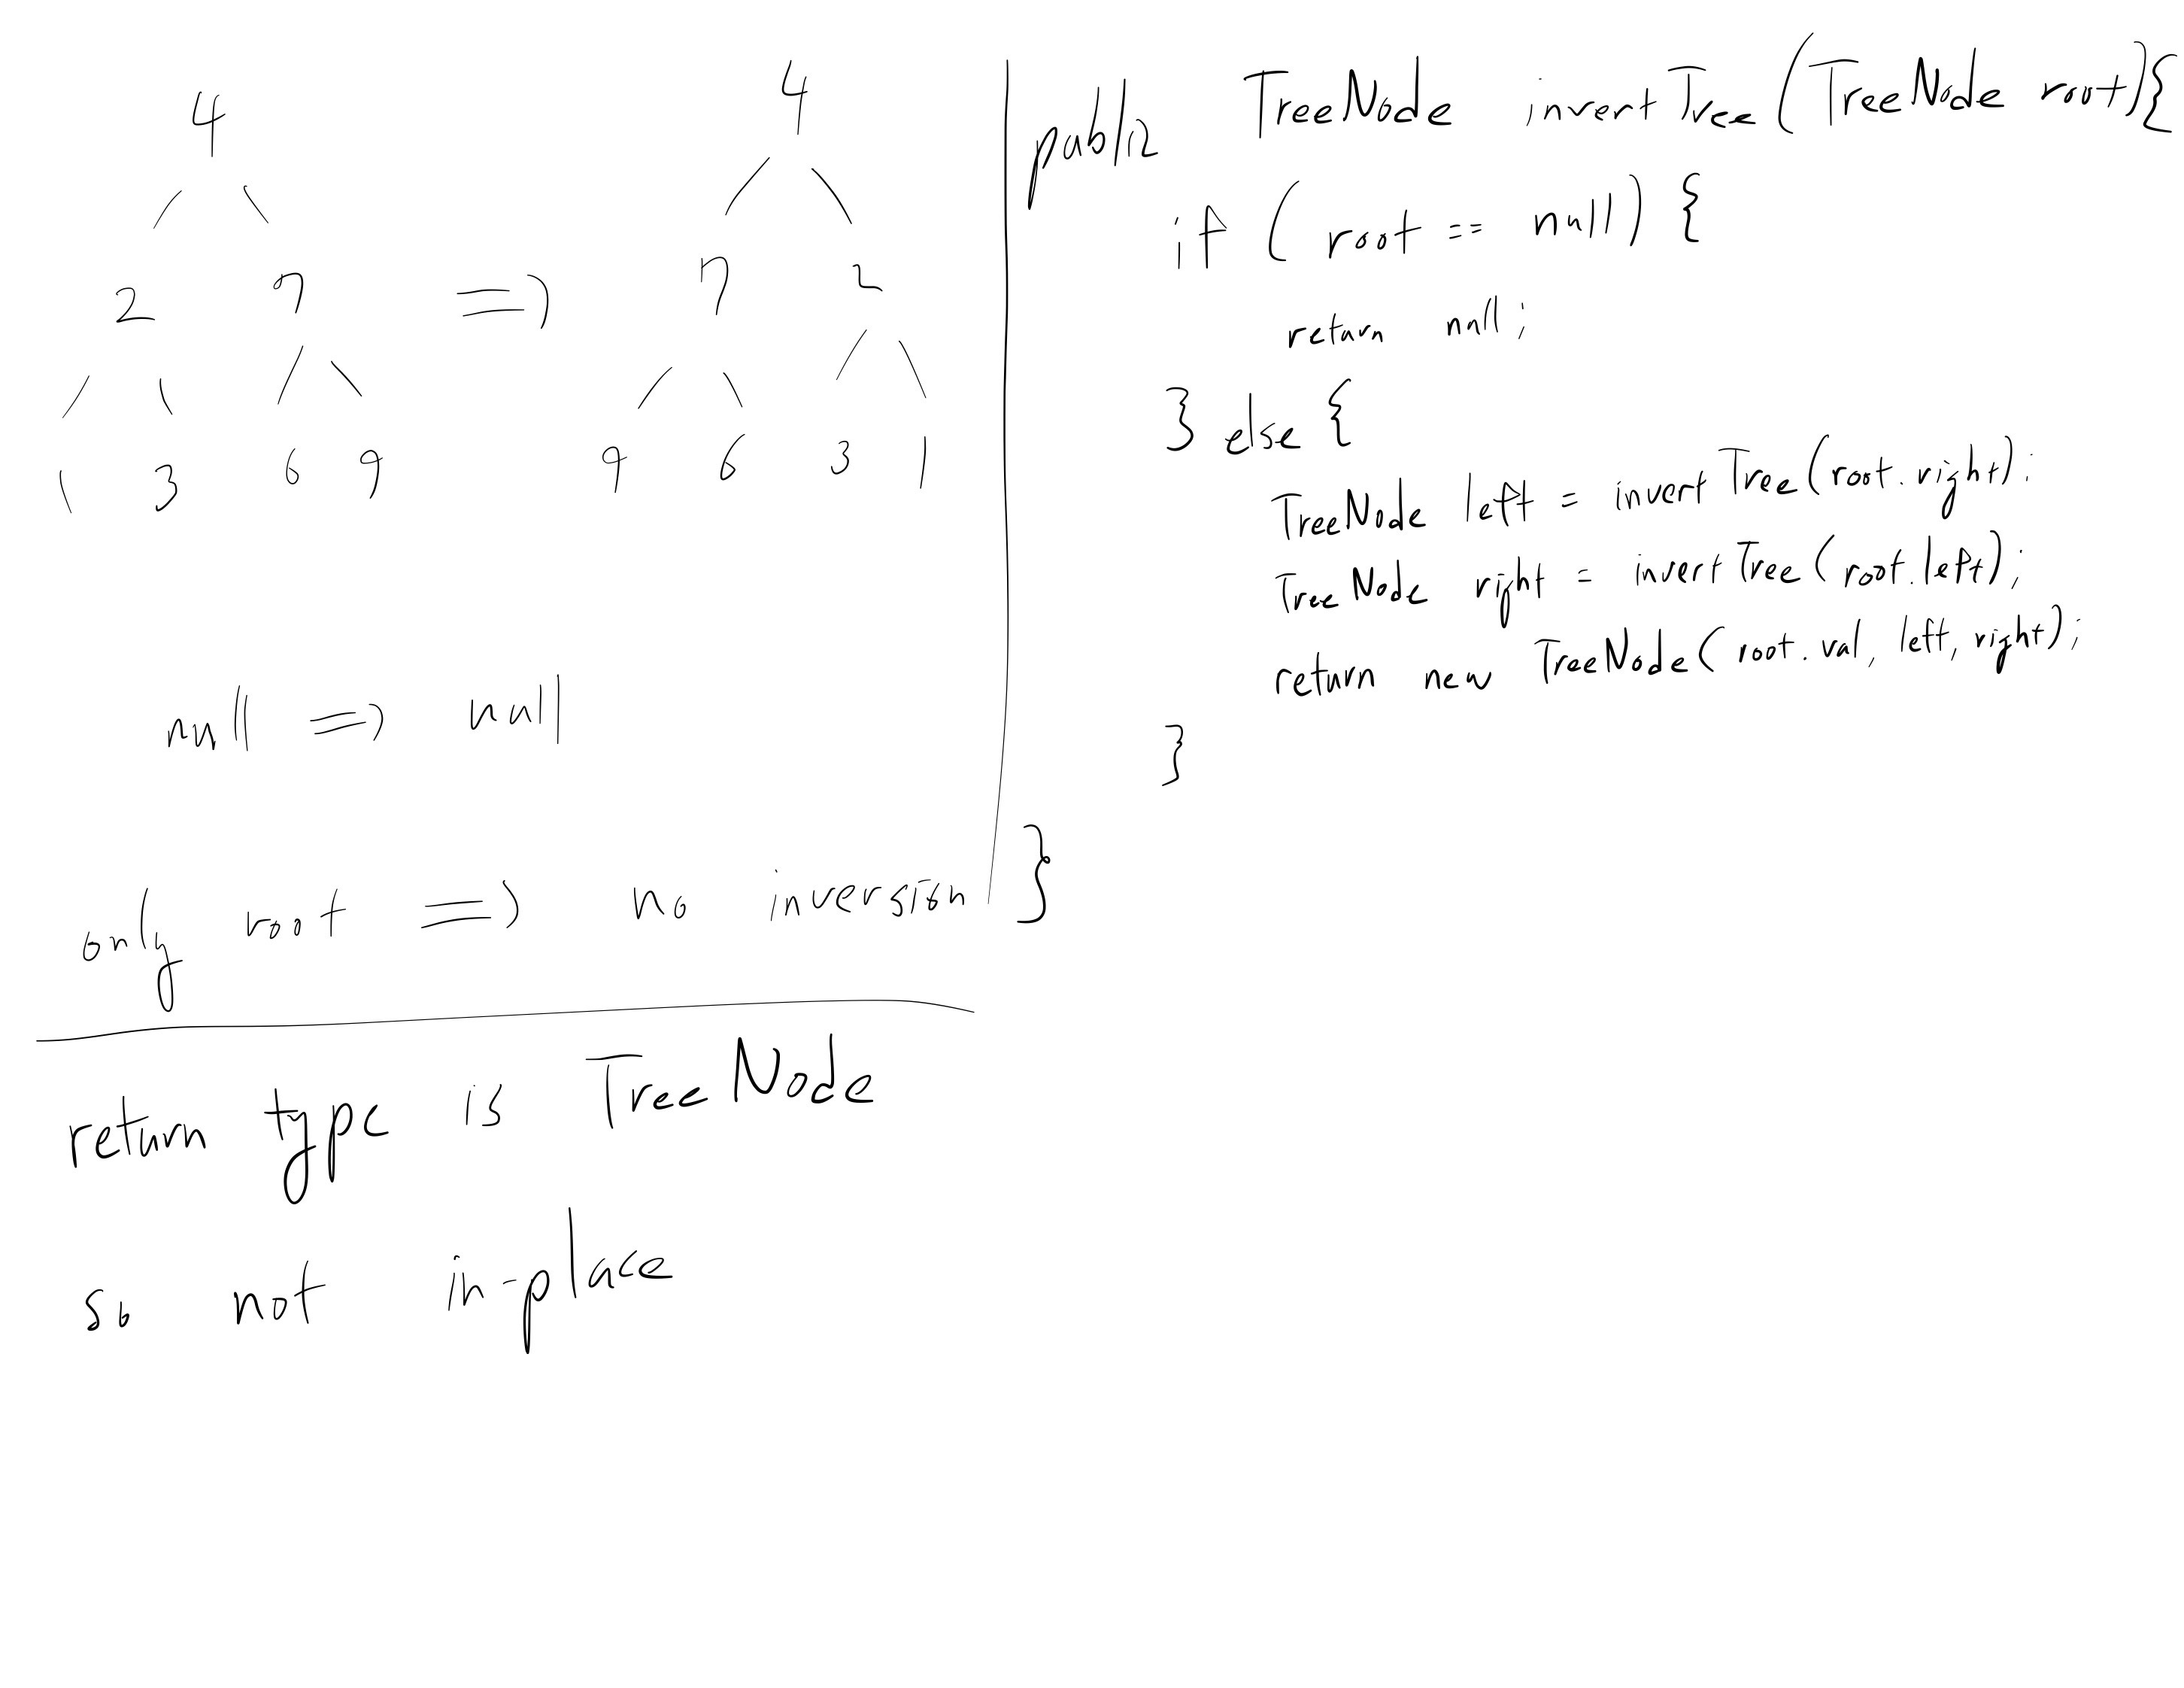 4
2 7
1 3 6 9
=>
4
7 2
9 6 3 1
null => null
only root => no inversion
return type is TreeNode
so not in-place
public TreeNode invertTree(TreeNode root){
if (root == null) {
return null;
} else {
TreeNode left = invertTree(root.right);
TreeNode right = invertTree(root.left);
return new TreeNode(root.val, left, right);
}
}